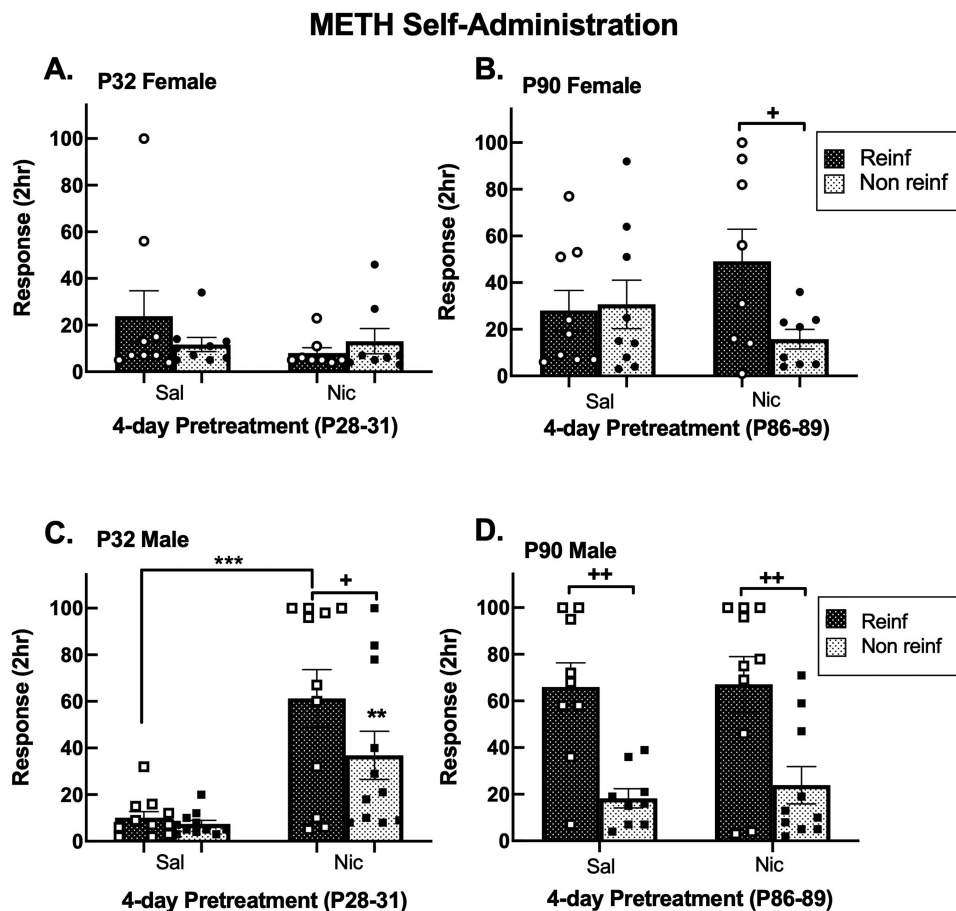 METH Self-Administration
A.
P32 Female
Response (2hr)
100
80
60
40
20
0
Sal
Nic
4-day Pretreatment (P28-31)
B.
P90 Female
Response (2hr)
100
80
60
40
20
0
+
Reinf
Non reinf
Sal
Nic
4-day Pretreatment (P86-89)
C.
P32 Male
Response (2hr)
100
80
60
40
20
0
***
+
**
Sal
Nic
4-day Pretreatment (P28-31)
D.
P90 Male
Response (2hr)
100
80
60
40
20
0
++
++
Reinf
Non reinf
Sal
Nic
4-day Pretreatment (P86-89)